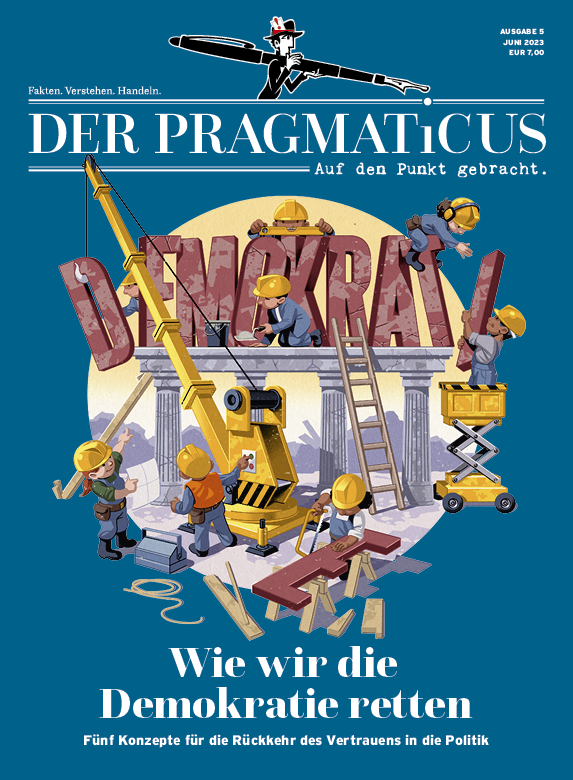 AUSGABE 5
JUNI 2023
EUR 7,00
Fakten. Verstehen. Handeln.
DER PRAGMATiCUS
Auf den Punkt gebracht.
DEMOKRATI
E
Wie wir die
Demokratie retten
Fünf Konzepte für die Rückkehr des Vertrauens in die Politik